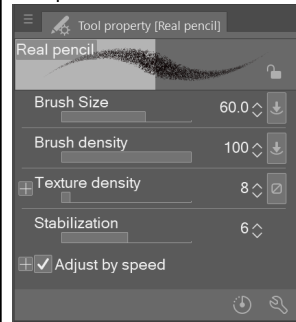 Tool property [Real pencil]
Real pencil
Brush Size 60.0
Brush density 100
Texture density 8
Stabilization 6
Adjust by speed